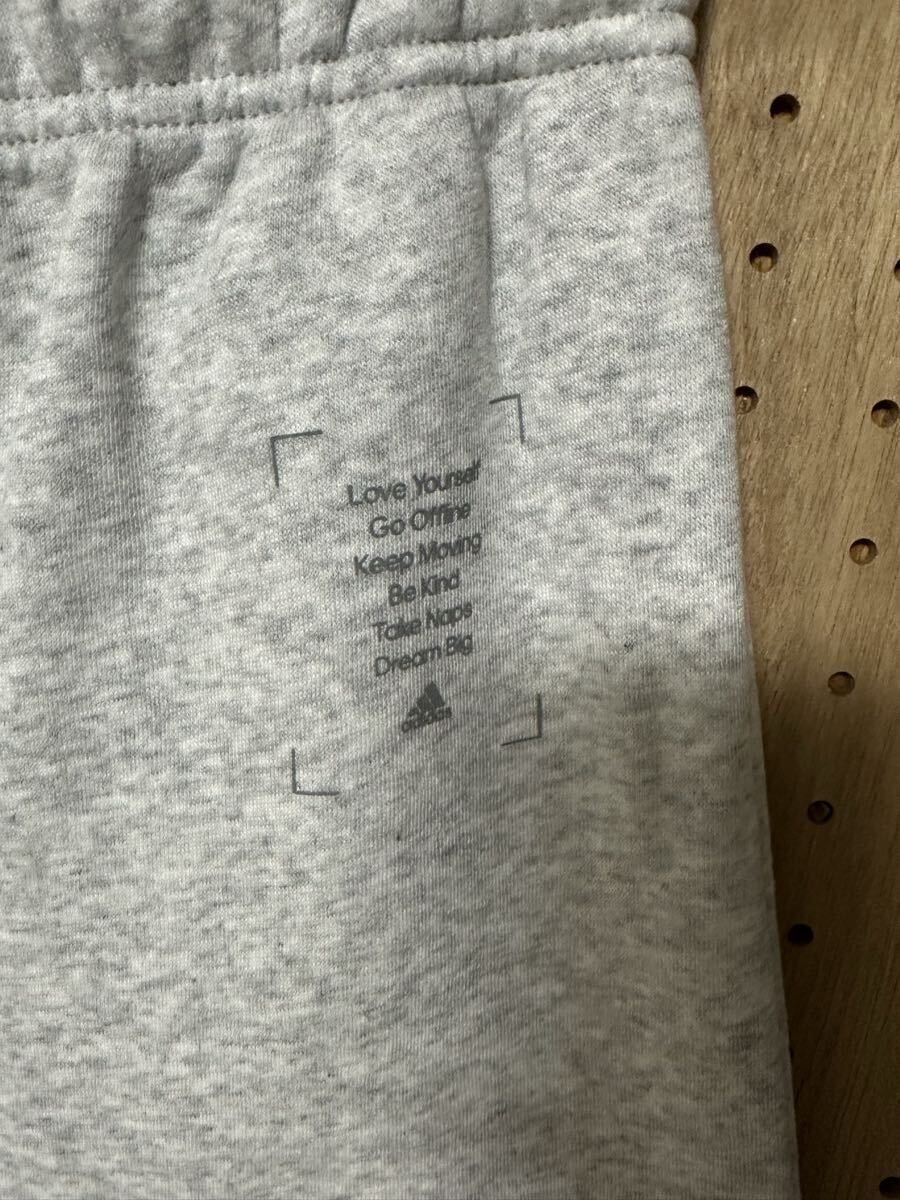 Love Yourself
Go Offline
Keep Moving
Be Kind
Take Naps
Dream Big
adidas